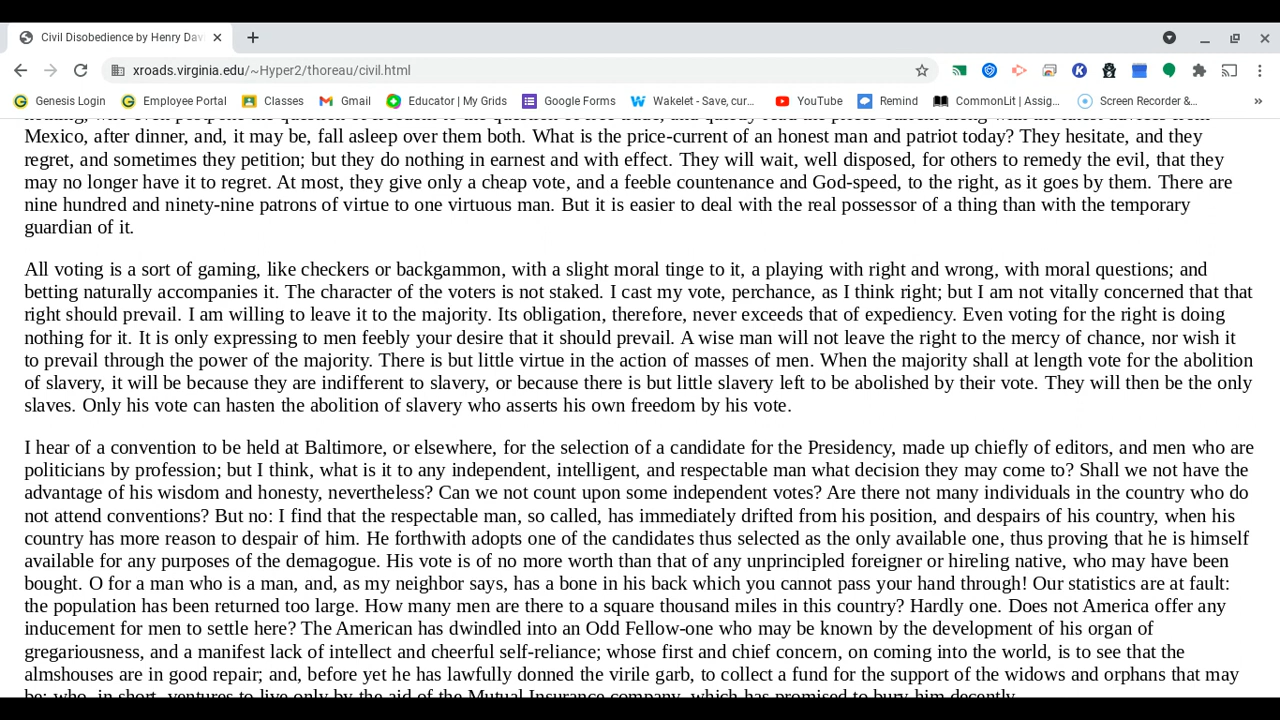 Civil Disobedience by Henry Dav
xroads.virginia.edu/~Hyper2/thoreau/civil.html
Genesis Login Employee Portal Classes Gmail Educator | My Grids Google Forms Wakelet - Save, cur... YouTube Remind CommonLit | Assig... Screen Recorder &...
Mexico, after dinner, and, it may be, fall asleep over them both. What is the price-current of an honest man and patriot today? They hesitate, and they
regret, and sometimes they petition; but they do nothing in earnest and with effect. They will wait, well disposed, for others to remedy the evil, that they
may no longer have it to regret. At most, they give only a cheap vote, and a feeble countenance and God-speed, to the right, as it goes by them. There are
nine hundred and ninety-nine patrons of virtue to one virtuous man. But it is easier to deal with the real possessor of a thing than with the temporary
guardian of it.
All voting is a sort of gaming, like checkers or backgammon, with a slight moral tinge to it, a playing with right and wrong, with moral questions; and
betting naturally accompanies it. The character of the voters is not staked. I cast my vote, perchance, as I think right; but I am not vitally concerned that that
right should prevail. I am willing to leave it to the majority. Its obligation, therefore, never exceeds that of expediency. Even voting for the right is doing
nothing for it. It is only expressing to men feebly your desire that it should prevail. A wise man will not leave the right to the mercy of chance, nor wish it
to prevail through the power of the majority. There is but little virtue in the action of masses of men. When the majority shall at length vote for the abolition
of slavery, it will be because they are indifferent to slavery, or because there is but little slavery left to be abolished by their vote. They will then be the only
slaves. Only his vote can hasten the abolition of slavery who asserts his own freedom by his vote.
I hear of a convention to be held at Baltimore, or elsewhere, for the selection of a candidate for the Presidency, made up chiefly of editors, and men who are
politicians by profession; but I think, what is it to any independent, intelligent, and respectable man what decision they may come to? Shall we not have the
advantage of his wisdom and honesty, nevertheless? Can we not count upon some independent votes? Are there not many individuals in the country who do
not attend conventions? But no: I find that the respectable man, so called, has immediately drifted from his position, and despairs of his country, when his
country has more reason to despair of him. He forthwith adopts one of the candidates thus selected as the only available one, thus proving that he is himself
available for any purposes of the demagogue. His vote is of no more worth than that of any unprincipled foreigner or hireling native, who may have been
bought. O for a man who is a man, and, as my neighbor says, has a bone in his back which you cannot pass your hand through! Our statistics are at fault:
the population has been returned too large. How many men are there to a square thousand miles in this country? Hardly one. Does not America offer any
inducement for men to settle here? The American has dwindled into an Odd Fellow-one who may be known by the development of his organ of
gregariousness, and a manifest lack of intellect and cheerful self-reliance; whose first and chief concern, on coming into the world, is to see that the
almshouses are in good repair; and, before yet he has lawfully donned the virile garb, to collect a fund for the support of the widows and orphans that may
be; who, in short, ventures to live only by the aid of the Mutual Insurance company, which has promised to bury him decently.